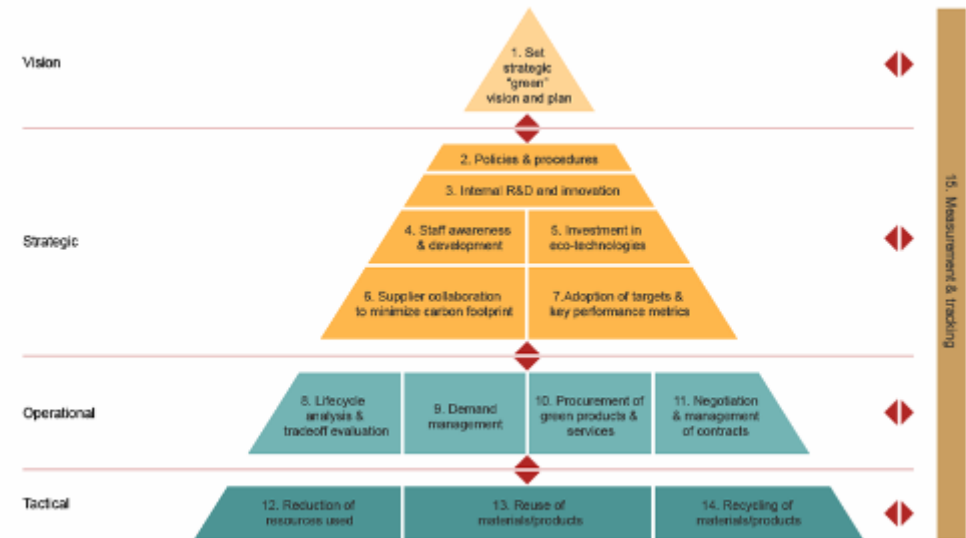 Vision
1. Set
strategic
"green"
vision and plan
Strategic
2. Policies & procedures
3. Internal R&D and innovation
4. Staff awareness
& development
5. Investment in
eco-technologies
6. Supplier collaboration
to minimize carbon footprint
7.Adoption of targets &
key performance metrics
Operational
8. Lifecycle
analysis &
tradeoff evaluation
9. Demand
management
10. Procurement of
green products &
services
11. Negotiation
& management
of contracts
Tactical
12. Reduction of
resources used
13. Reuse of
materials/products
14. Recycling of
materials/products
15. Measurement & tracking